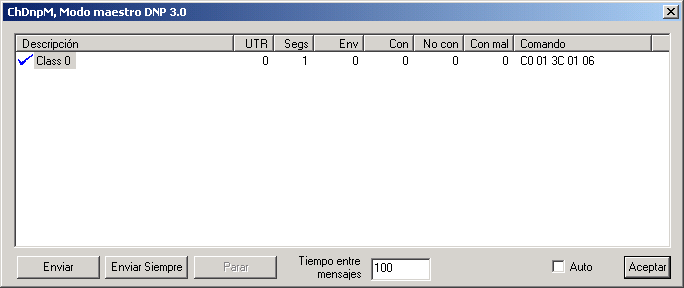 ChDnpM, Modo maestro DNP 3.0
Descripción UTR Segs Env Con No con Con mal Comando
Class 0 0 1 0 0 0 0 C0 01 3C 01 06
Enviar Enviar Siempre Parar Tiempo entre mensajes 100 Auto Aceptar